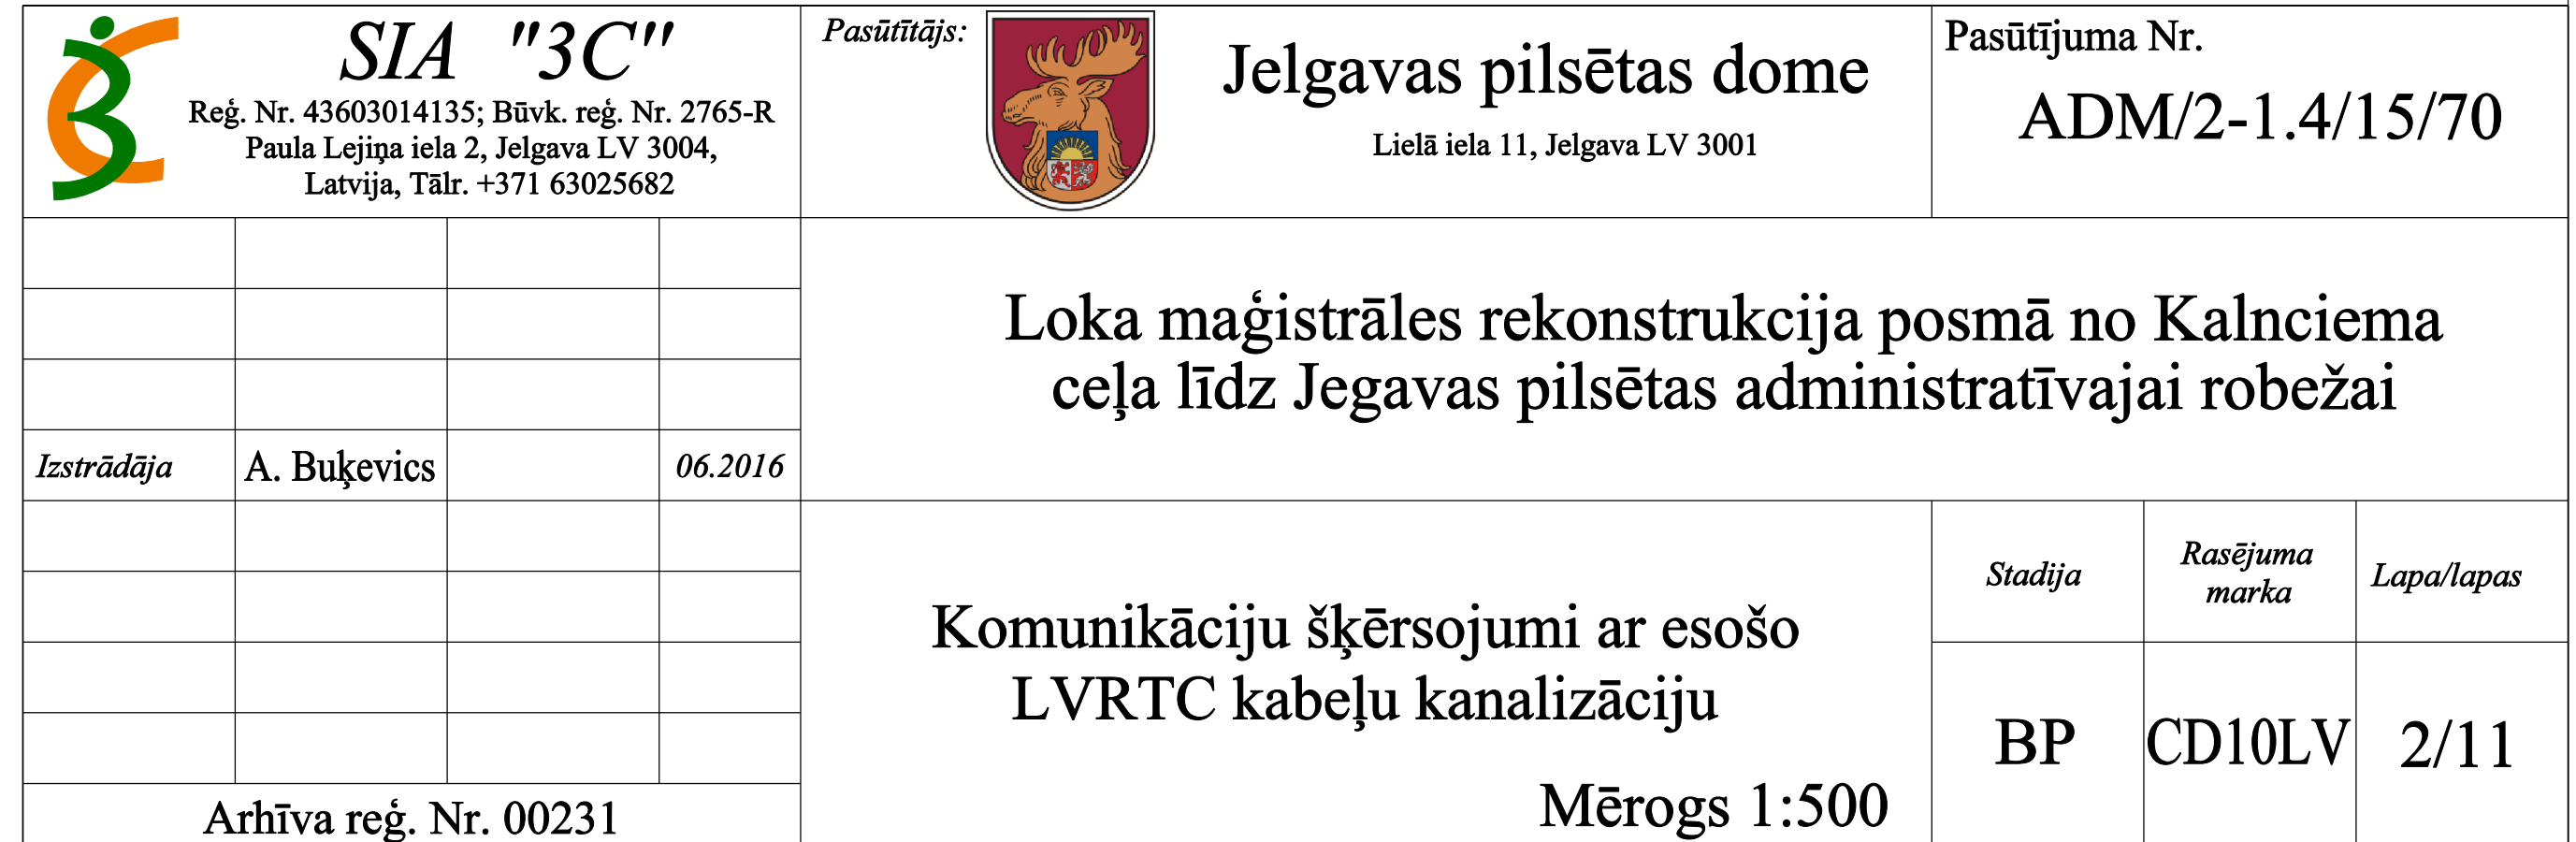 SIA "3C"
Reģ. Nr. 43603014135; Būvk. reģ. Nr. 2765-R
Paula Lejiņa iela 2, Jelgava LV 3004,
Latvija, Tālr. +371 63025682
Pasūtītājs:
Jelgavas pilsētas dome
Lielā iela 11, Jelgava LV 3001
Pasūtījuma Nr.
ADM/2-1.4/15/70
Loka maģistrāles rekonstrukcija posmā no Kalnciema
ceļa līdz Jegavas pilsētas administratīvajai robežai
Izstrādāja A. Buķevics 06.2016
Komunikāciju šķērsojumi ar esošo
LVRTC kabeļu kanalizāciju
Mērogs 1:500
Stadija
Rasējuma
marka
Lapa/lapas
BP
CD10LV
2/11
Arhīva reģ. Nr. 00231